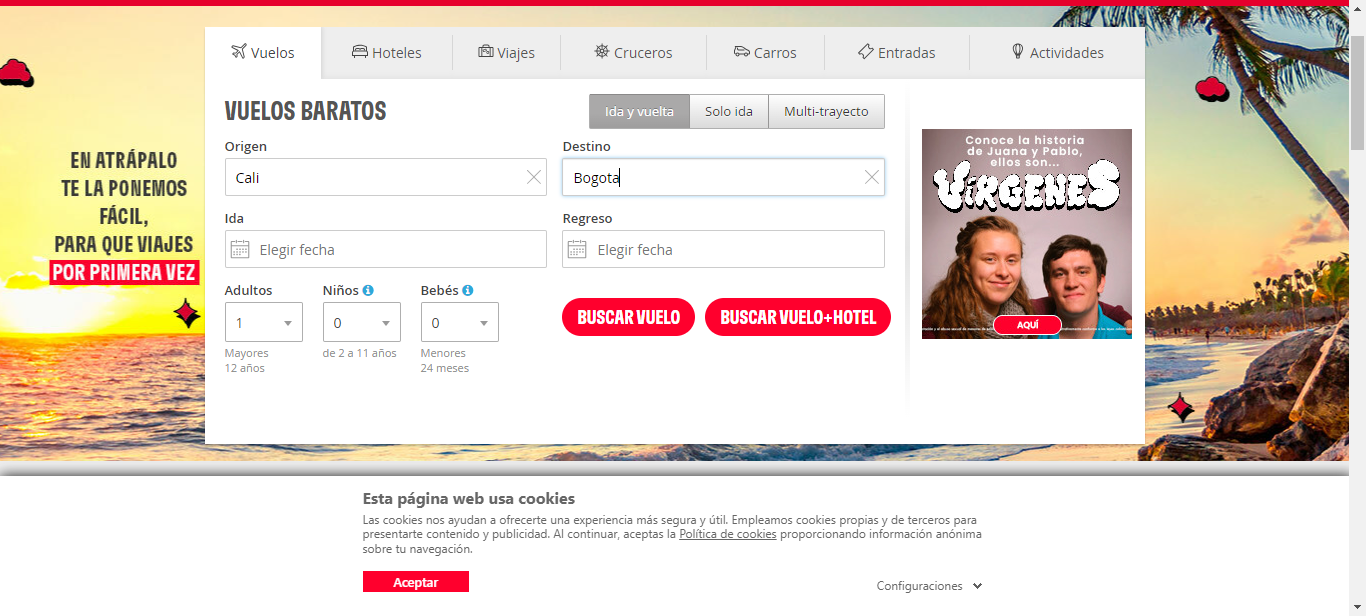 Vuelos
Hoteles
Viajes
Cruceros
Carros
Entradas
Actividades
EN ATRÁPALO
TE LA PONEMOS
FÁCIL,
PARA QUE VIAJES
POR PRIMERA VEZ
VUELOS BARATOS
Ida y vuelta
Solo ida
Multi-trayecto
Origen
Destino
Cali
Bogota
Ida
Regreso
Elegir fecha
Elegir fecha
Adultos
Niños
Bebés
1
0
0
Mayores
12 años
de 2 a 11 años
Menores
24 meses
BUSCAR VUELO
BUSCAR VUELO+HOTEL
Conoce la historia
de Juana y Pablo,
ellos son...
VÍRGENES
AQUÍ
Esta página web usa cookies
Las cookies nos ayudan a ofrecerte una experiencia más segura y útil. Empleamos cookies propias y de terceros para
presentarte contenido y publicidad. Al continuar, aceptas la Política de cookies proporcionando información anónima
sobre tu navegación.
Aceptar
Configuraciones